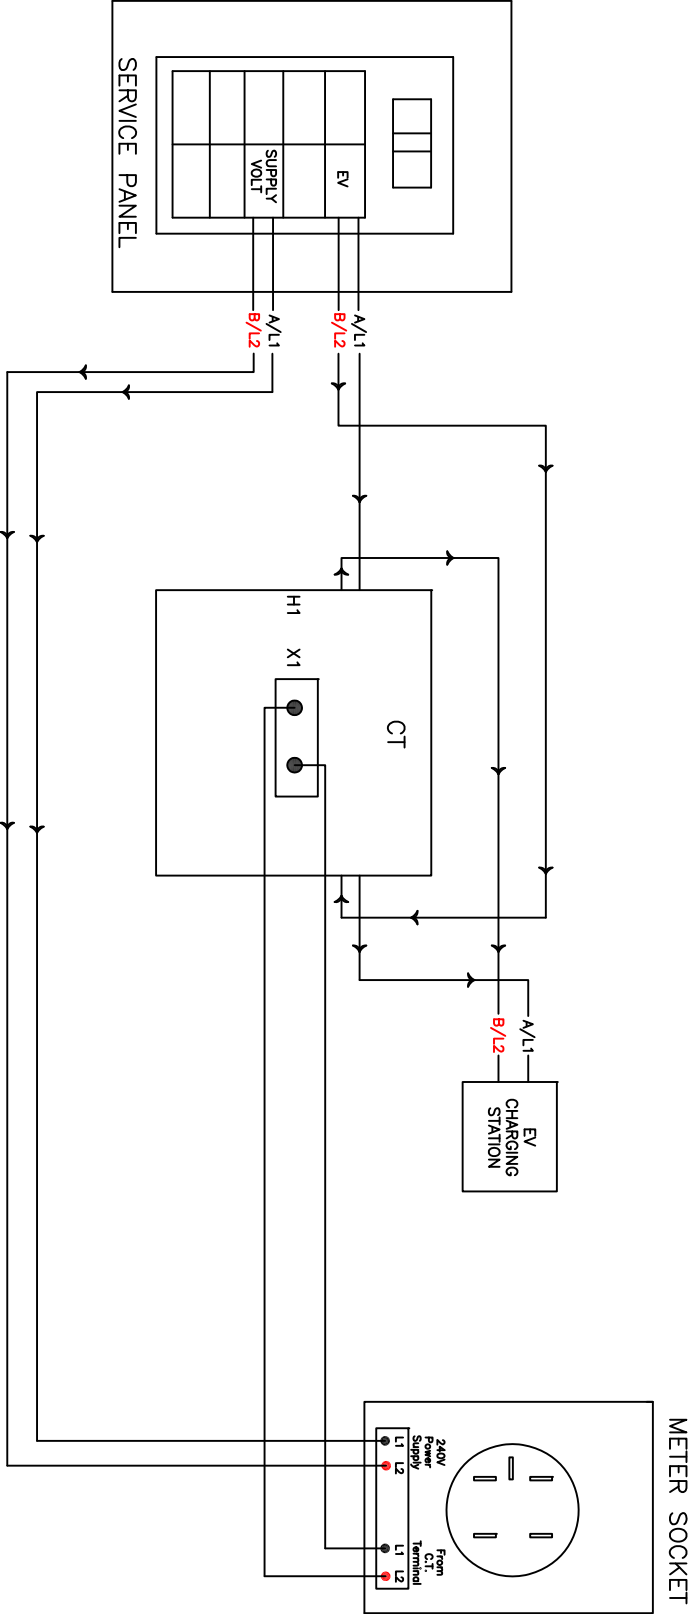 SERVICE PANEL
EV
SUPPLY
VOLT
A/L1
B/L2
A/L1
B/L2
H1
X1
CT
A/L1
B/L2
EV
CHARGING
STATION
METER SOCKET
240V
Power
Supply
L1
L2
From
C.T.
Terminal
L1
L2